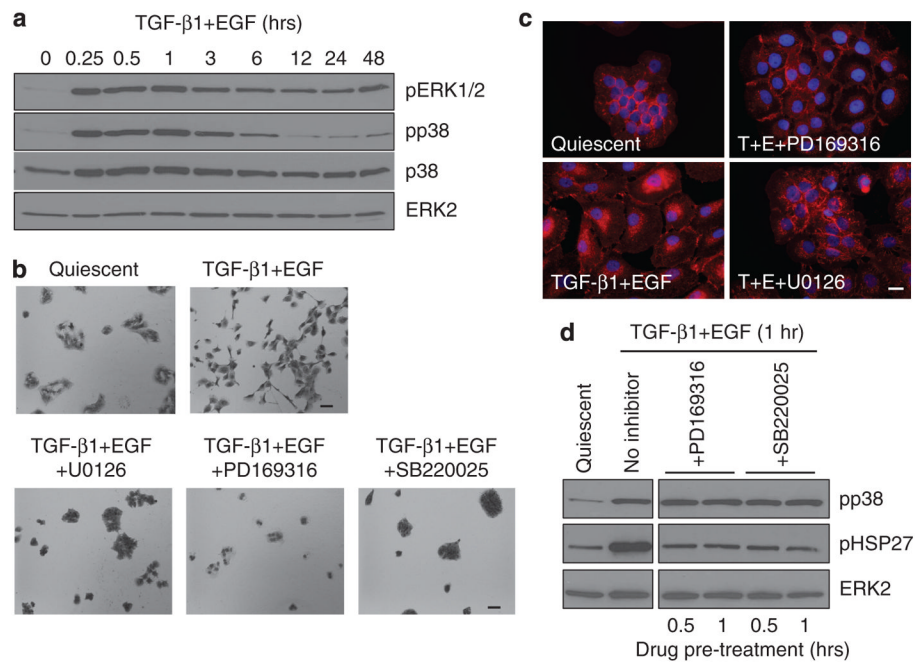 a
TGF-β1+EGF (hrs)
0 0.25 0.5 1 3 6 12 24 48
pERK1/2
pp38
p38
ERK2
b
Quiescent
TGF-β1+EGF
TGF-β1+EGF
+U0126
TGF-β1+EGF
+PD169316
TGF-β1+EGF
+SB220025
c
Quiescent
T+E+PD169316
TGF-β1+EGF
T+E+U0126
d
TGF-β1+EGF (1 hr)
Quiescent
No inhibitor
+PD169316
+SB220025
pp38
pHSP27
ERK2
0.5 1 0.5 1
Drug pre-treatment (hrs)